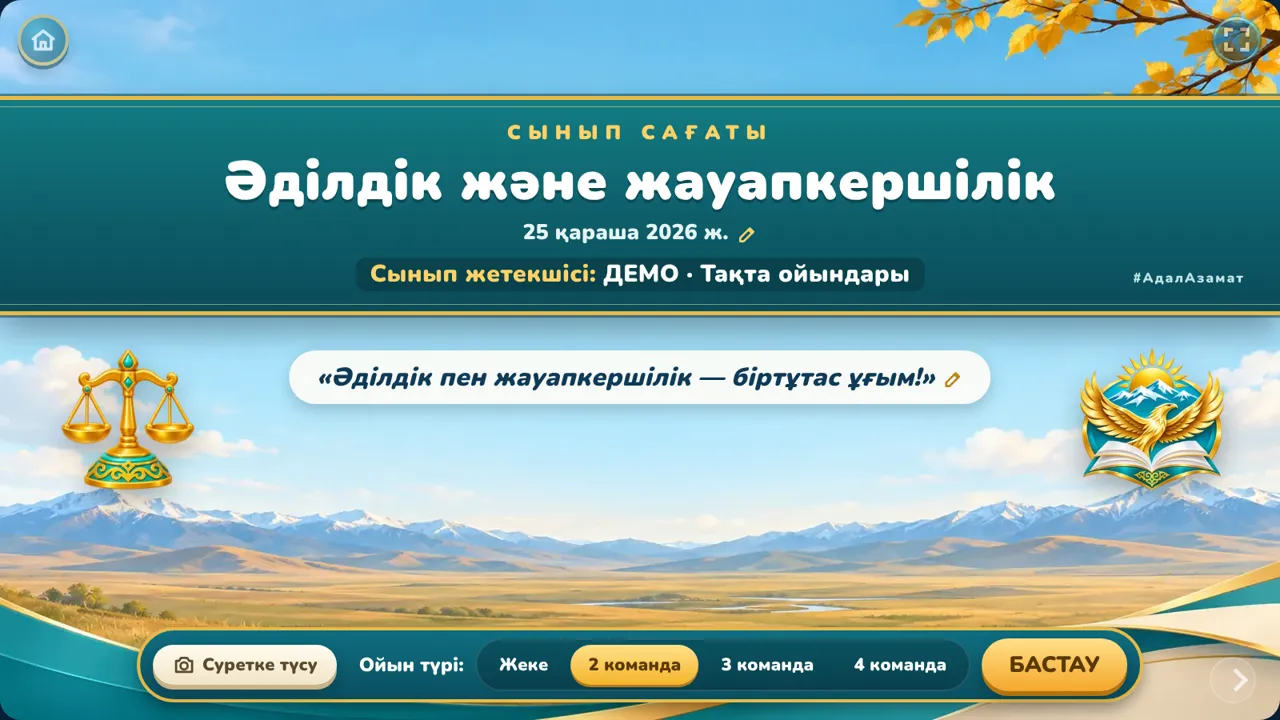 СЫНЫП САҒАТЫ
Әділдік және жауапкершілік
25 қараша 2026 ж.
Сынып жетекшісі: ДЕМО · Тақта ойындары
#АдалАзамат
«Әділдік пен жауапкершілік — біртұтас ұғым!»
Суретке түсу Ойын түрі: Жеке 2 команда 3 команда 4 команда БАСТАУ